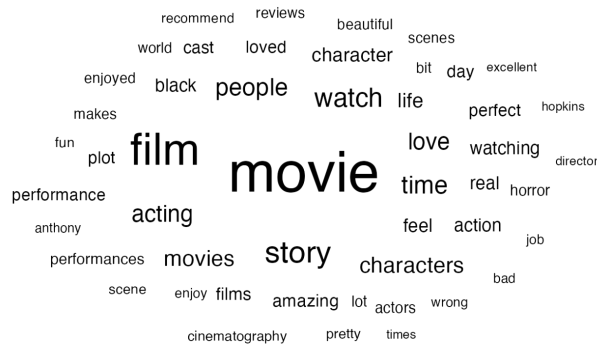 recommend reviews beautiful
world cast loved character scenes
enjoyed black people bit day excellent
makes watch life perfect hopkins
fun plot film movie love watching director
performance time real horror
anthony acting feel action job
performances movies story characters bad
scene enjoy films amazing lot actors wrong
cinematography pretty times